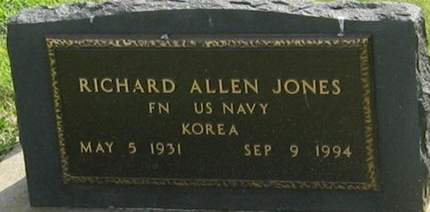 RICHARD ALLEN JONES
FN US NAVY
KOREA
MAY 5 1931 SEP 9 1994